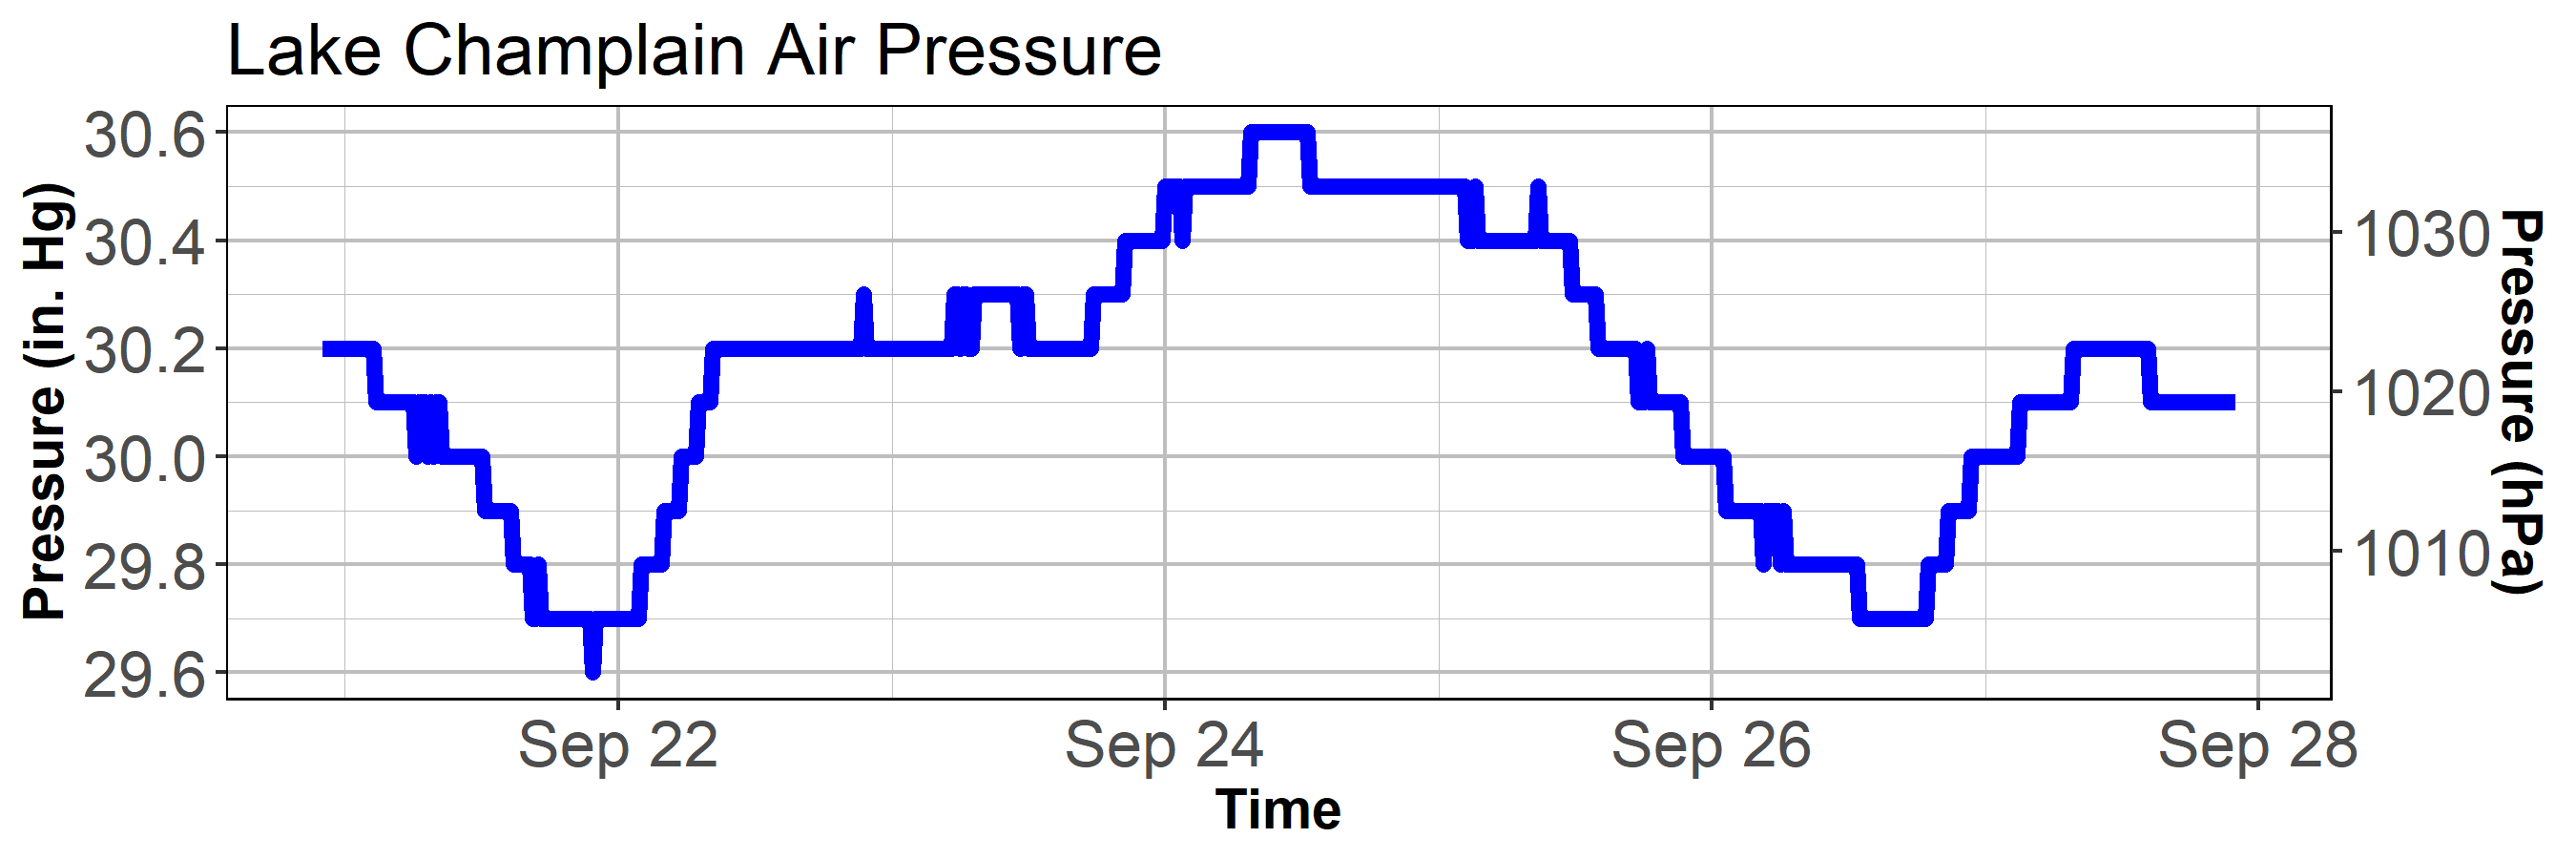 Lake Champlain Air Pressure
Pressure (in. Hg)
30.6
30.4
30.2
30.0
29.8
29.6
1030
1020
1010
Pressure (hPa)
Sep 22 Sep 24 Sep 26 Sep 28
Time